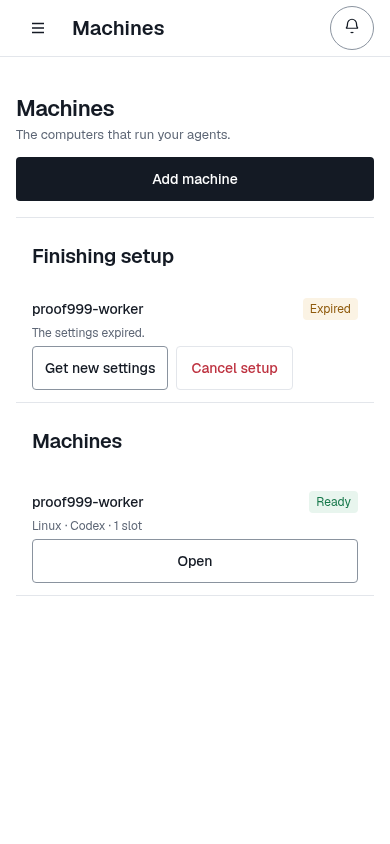 Machines
Machines
The computers that run your agents.
Add machine
Finishing setup
proof999-worker
Expired
The settings expired.
Get new settings
Cancel setup
Machines
proof999-worker
Ready
Linux · Codex · 1 slot
Open